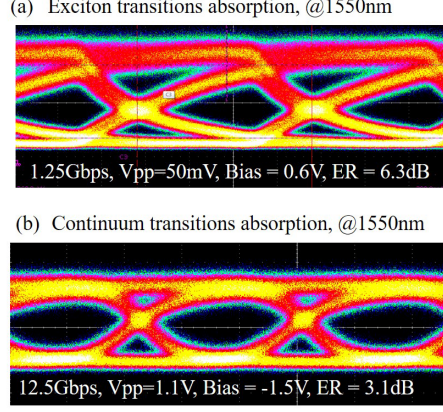 (a) Exciton transitions absorption, @1550nm
1.25Gbps, Vpp=50mV, Bias = 0.6V, ER = 6.3dB
(b) Continuum transitions absorption, @1550nm
12.5Gbps, Vpp=1.1V, Bias = -1.5V, ER = 3.1dB